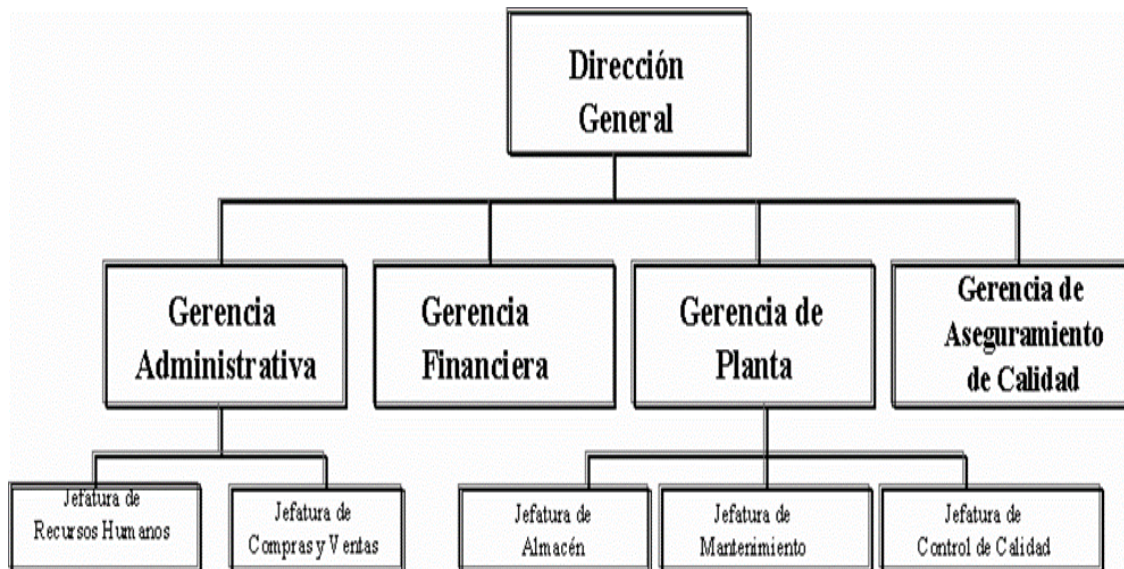 Dirección
General
Gerencia
Administrativa
Gerencia
Financiera
Gerencia de
Planta
Gerencia de
Aseguramiento
de Calidad
Jefatura de
Recursos Humanos
Jefatura de
Compras y Ventas
Jefatura de
Almacén
Jefatura de
Mantenimiento
Jefatura de
Control de Calidad